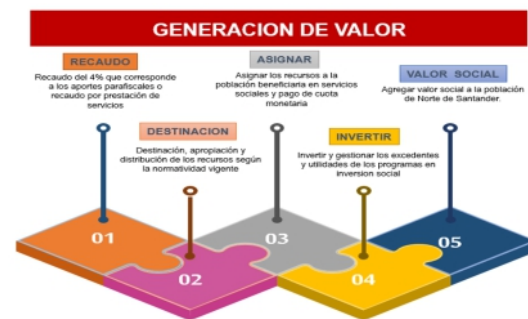 GENERACION DE VALOR
RECAUDO
Recaudo del 4% que corresponde
a los aportes parafiscales o
recaudo por prestación de
servicios
DESTINACION
Destinación, apropiación y
distribución de los recursos según
la normatividad vigente
ASIGNAR
Asignar los recursos a la
población beneficiaria en servicios
sociales y pago de cuota
monetaria
INVERTIR
Invertir y gestionar los excedentes
y utilidades de los programas en
inversion social
VALOR SOCIAL
Agregar valor social a la población
de Norte de Santander.
01
02
03
04
05